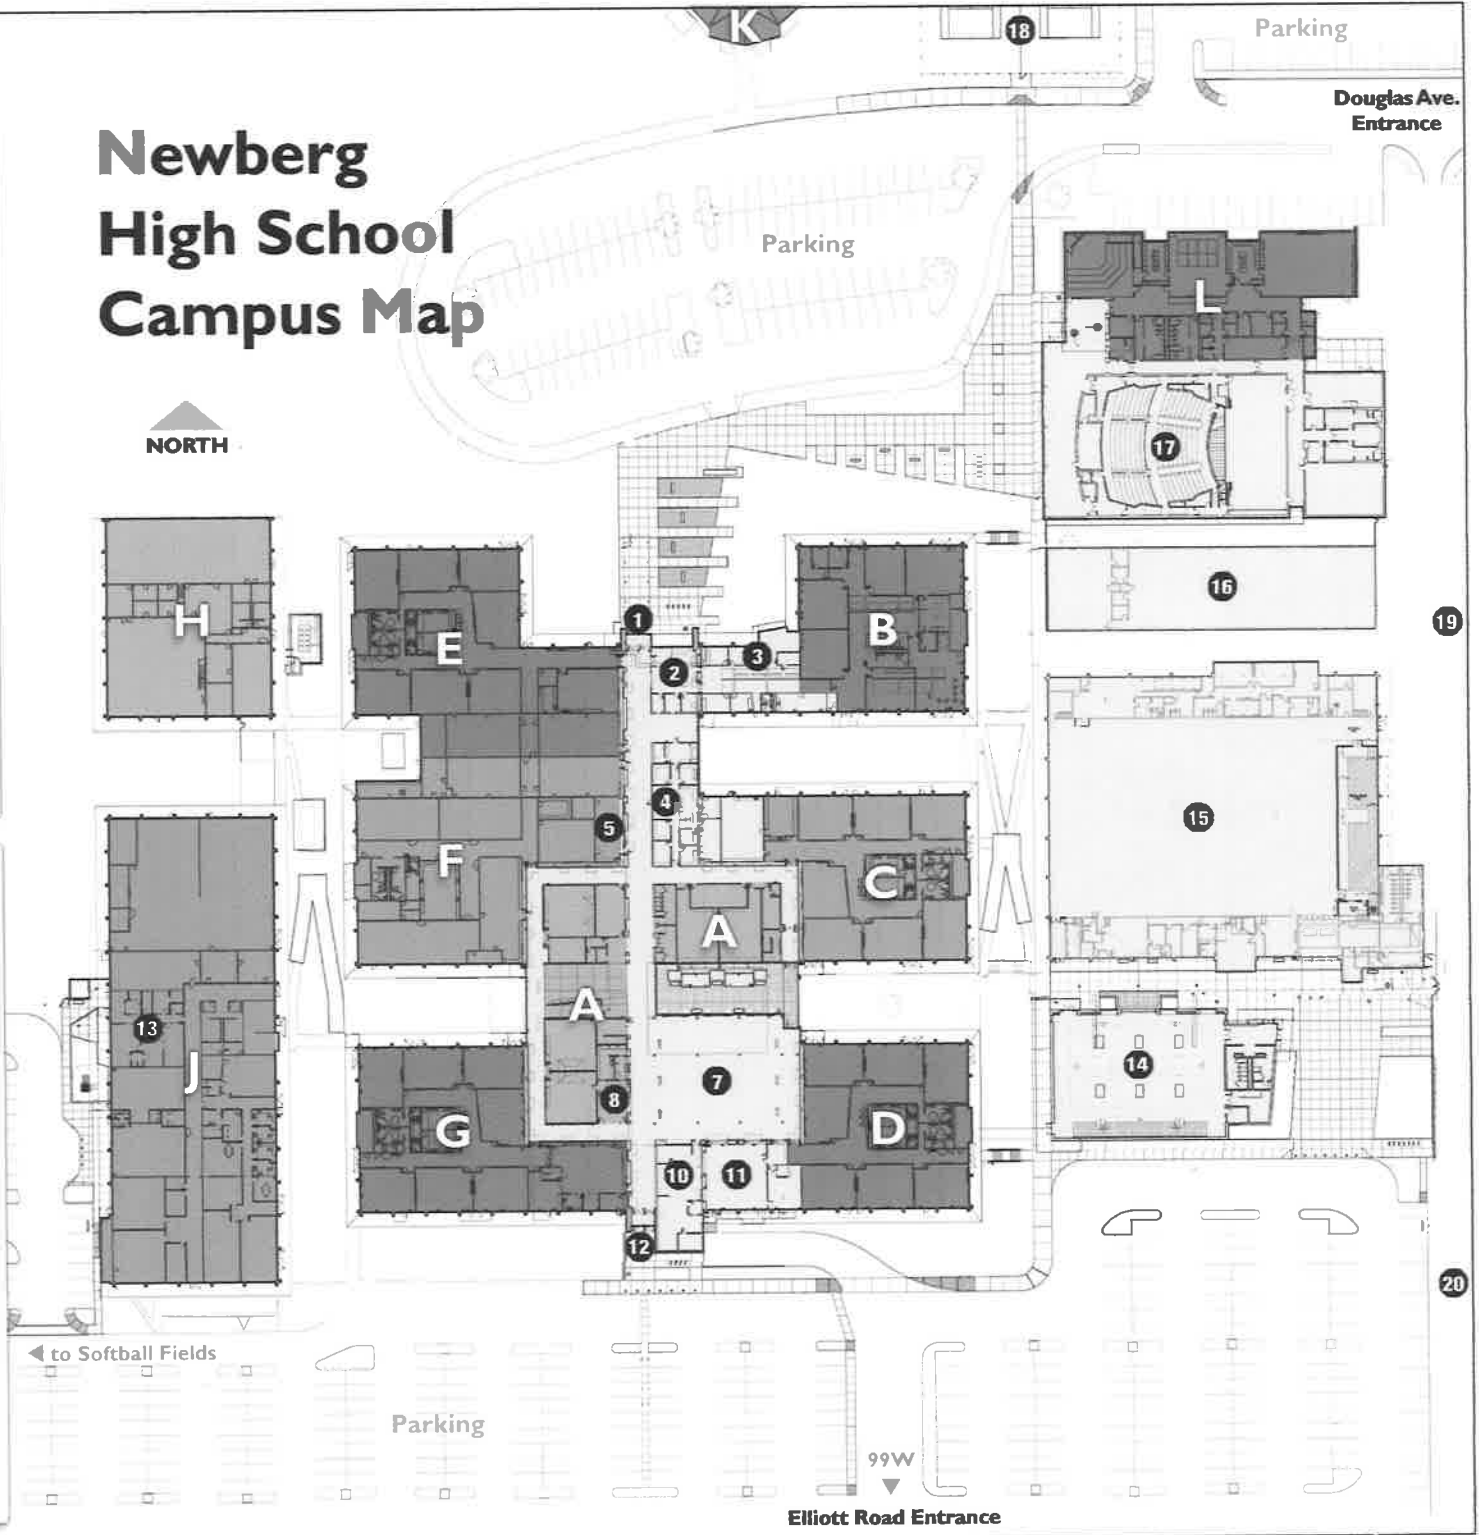 K
18
Parking
Douglas Ave.
Entrance
Newberg
High School
Campus Map
Parking
L
NORTH
17
H
E
B
16
1
19
3
2
4
15
5
F
C
A
A
13
J
14
7
8
G
D
10
11
12
20
to Softball Fields
Parking
99W
Elliott Road Entrance